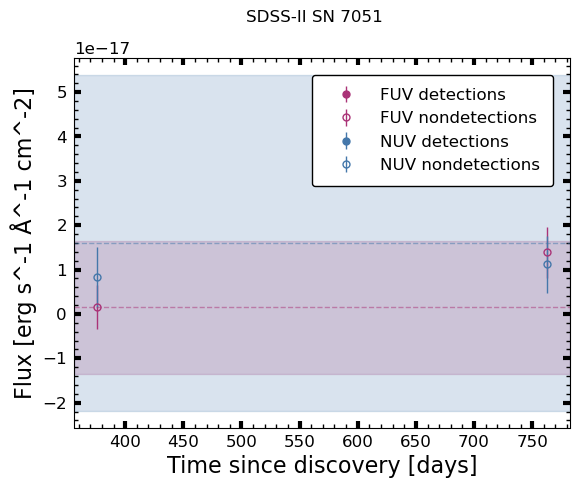 SDSS-II SN 7051
1e−17
5
4
3
2
1
0
−1
−2
Flux [erg s^-1 Å^-1 cm^-2]
FUV detections
FUV nondetections
NUV detections
NUV nondetections
400 450 500 550 600 650 700 750
Time since discovery [days]